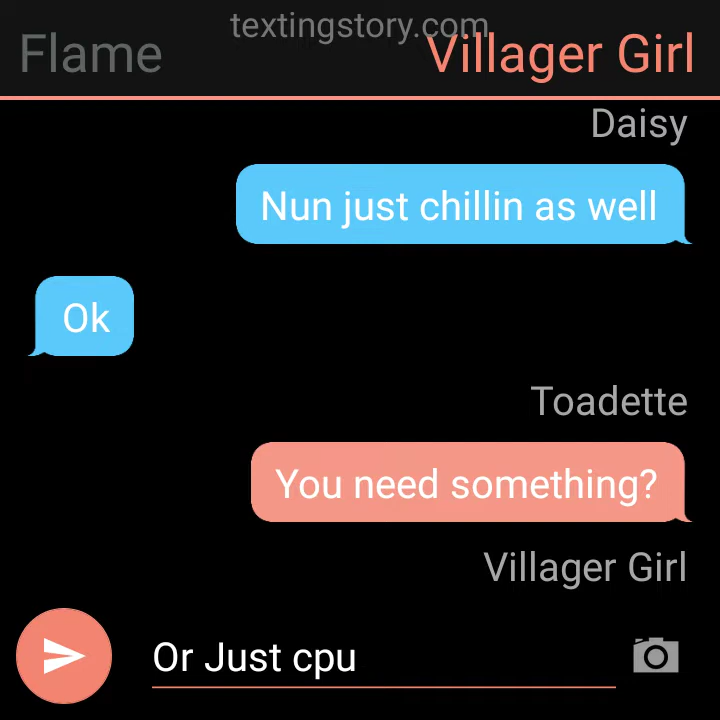 textingstory.com
Flame
Villager Girl
Daisy
Nun just chillin as well
Ok
Toadette
You need something?
Villager Girl
Or Just cpu